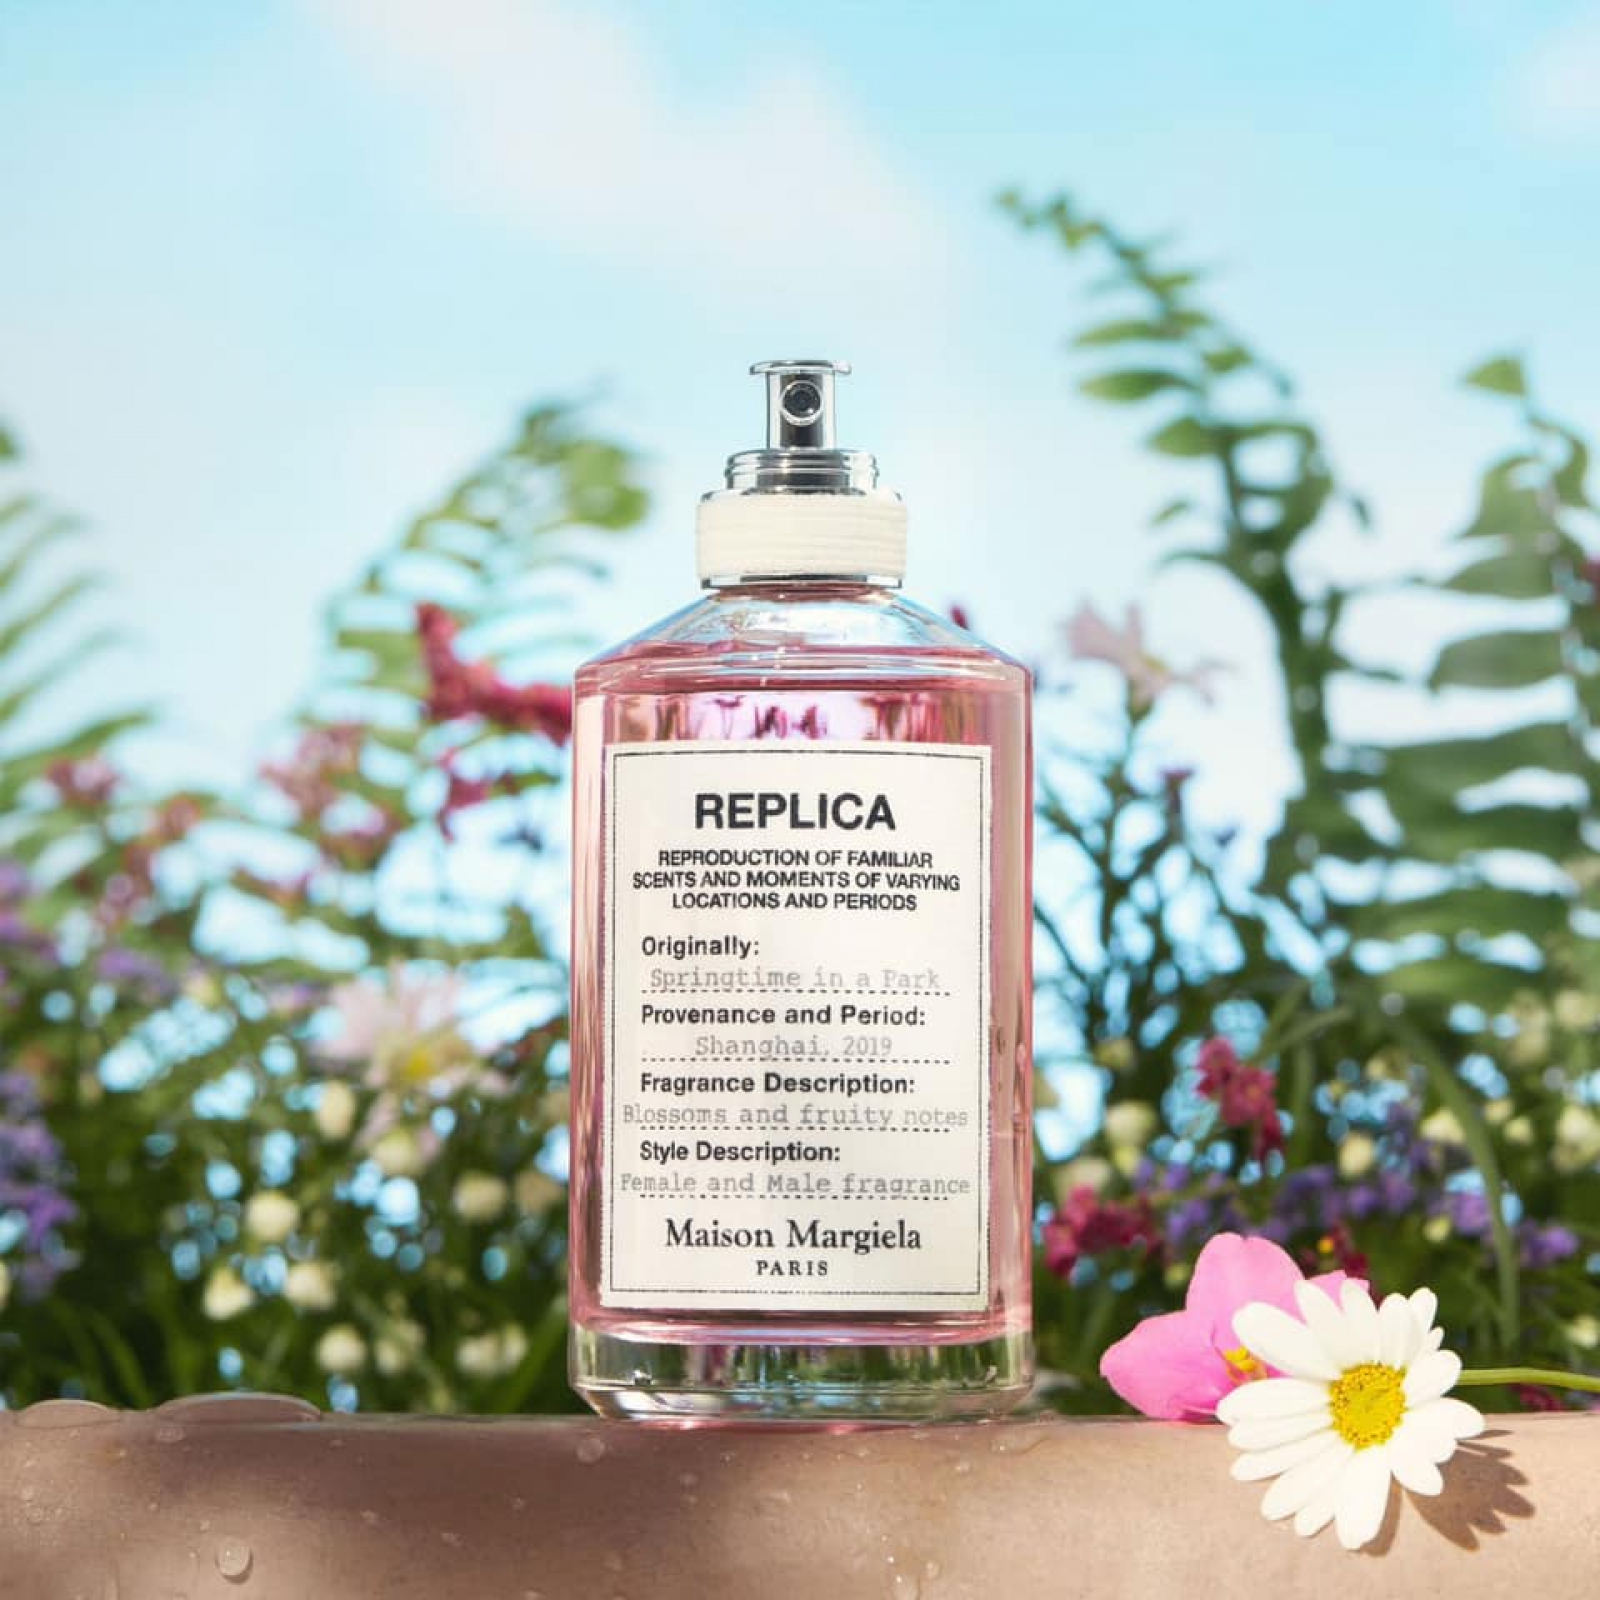 REPLICA
REPRODUCTION OF FAMILIAR
SCENTS AND MOMENTS OF VARYING
LOCATIONS AND PERIODS
Originally:
Springtime in a Park
Provenance and Period:
Shanghai, 2019
Fragrance Description:
Blossoms and fruity notes
Style Description:
Female and Male fragrance
Maison Margiela
PARIS